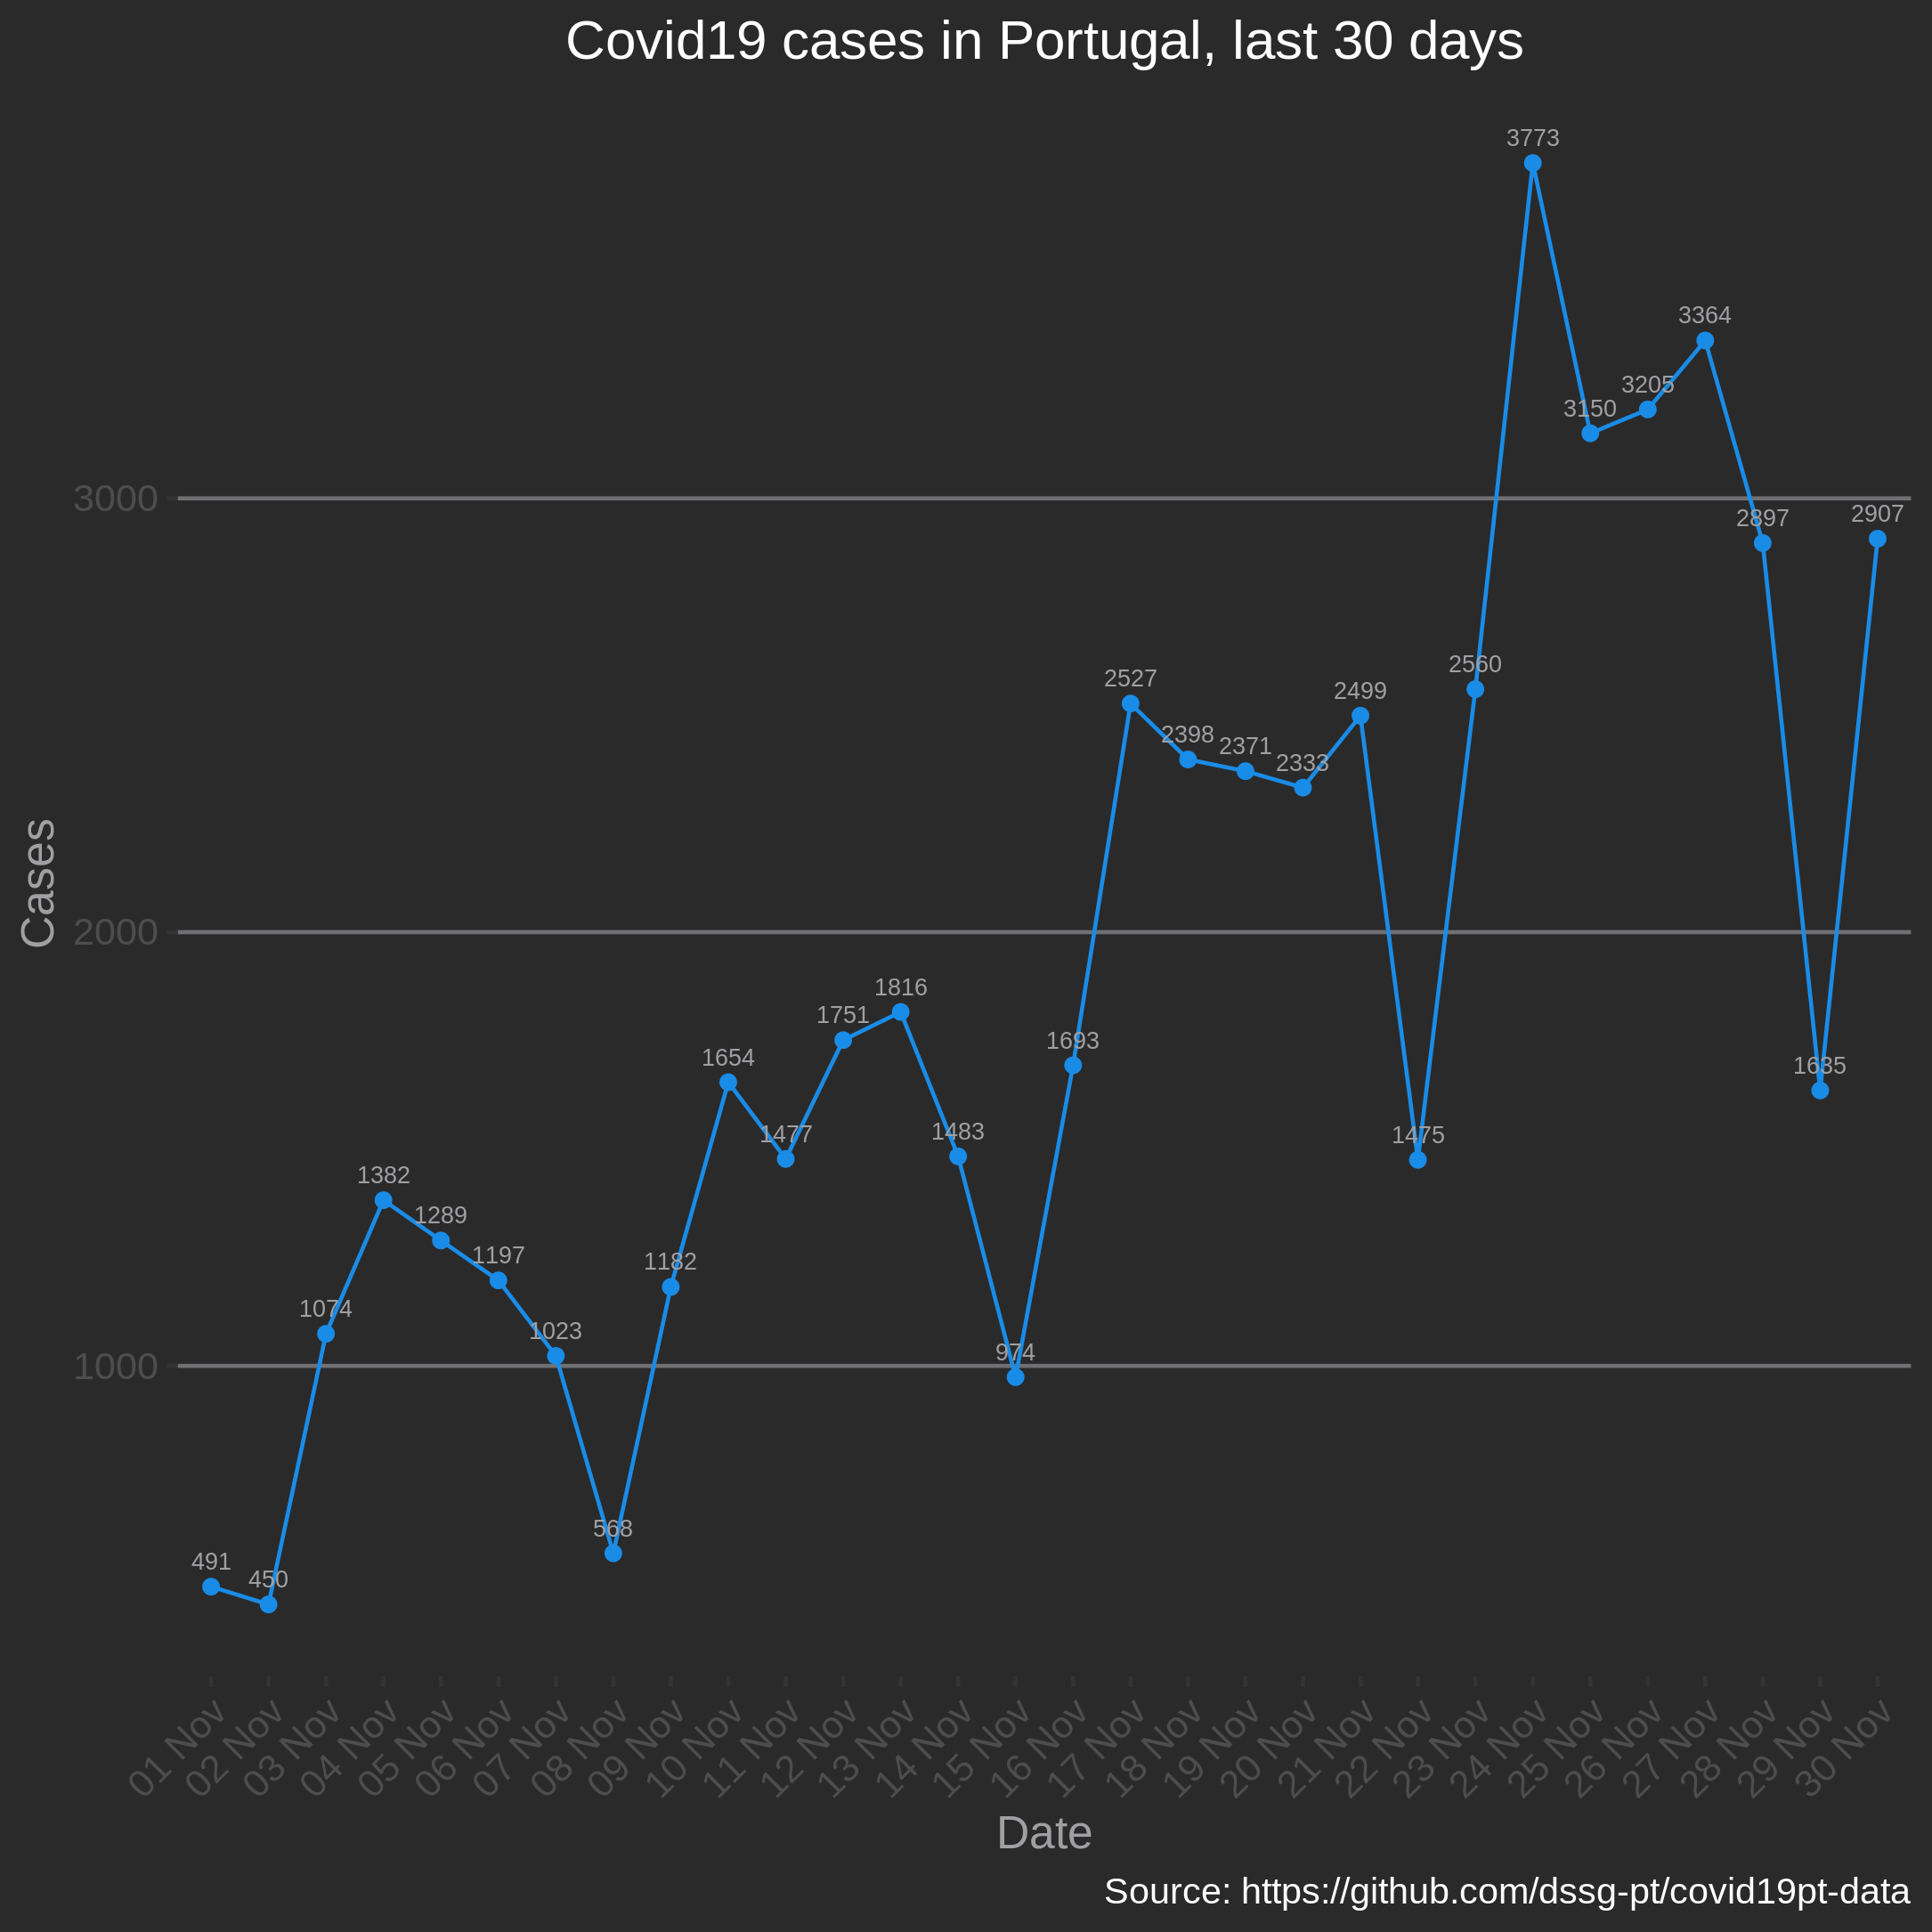 Covid19 cases in Portugal, last 30 days
3773
3364
3205
3150
3000
2907
2897
2560
2527
2499
2398
2371
2333
Cases
2000
1816
1751
1693
1654
1635
1483
1477
1475
1382
1289
1197
1182
1074
1023
1000
974
568
491
450
01 Nov
02 Nov
03 Nov
04 Nov
05 Nov
06 Nov
07 Nov
08 Nov
09 Nov
10 Nov
11 Nov
12 Nov
13 Nov
14 Nov
15 Nov
16 Nov
17 Nov
18 Nov
19 Nov
20 Nov
21 Nov
22 Nov
23 Nov
24 Nov
25 Nov
26 Nov
27 Nov
28 Nov
29 Nov
30 Nov
Date
Source: https://github.com/dssg-pt/covid19pt-data